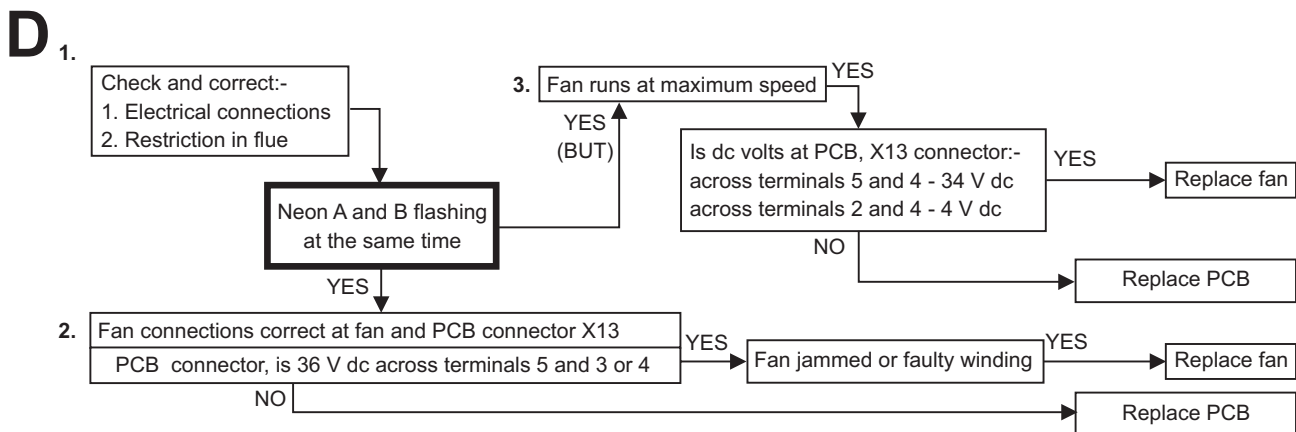 D
1.
Check and correct:-
1. Electrical connections
2. Restriction in flue
Neon A and B flashing
at the same time
YES
(BUT)
3. Fan runs at maximum speed
YES
Is dc volts at PCB, X13 connector:-
across terminals 5 and 4 - 34 V dc
across terminals 2 and 4 - 4 V dc
YES
Replace fan
NO
Replace PCB
YES
2. Fan connections correct at fan and PCB connector X13
PCB connector, is 36 V dc across terminals 5 and 3 or 4
YES
Fan jammed or faulty winding
YES
Replace fan
NO
Replace PCB